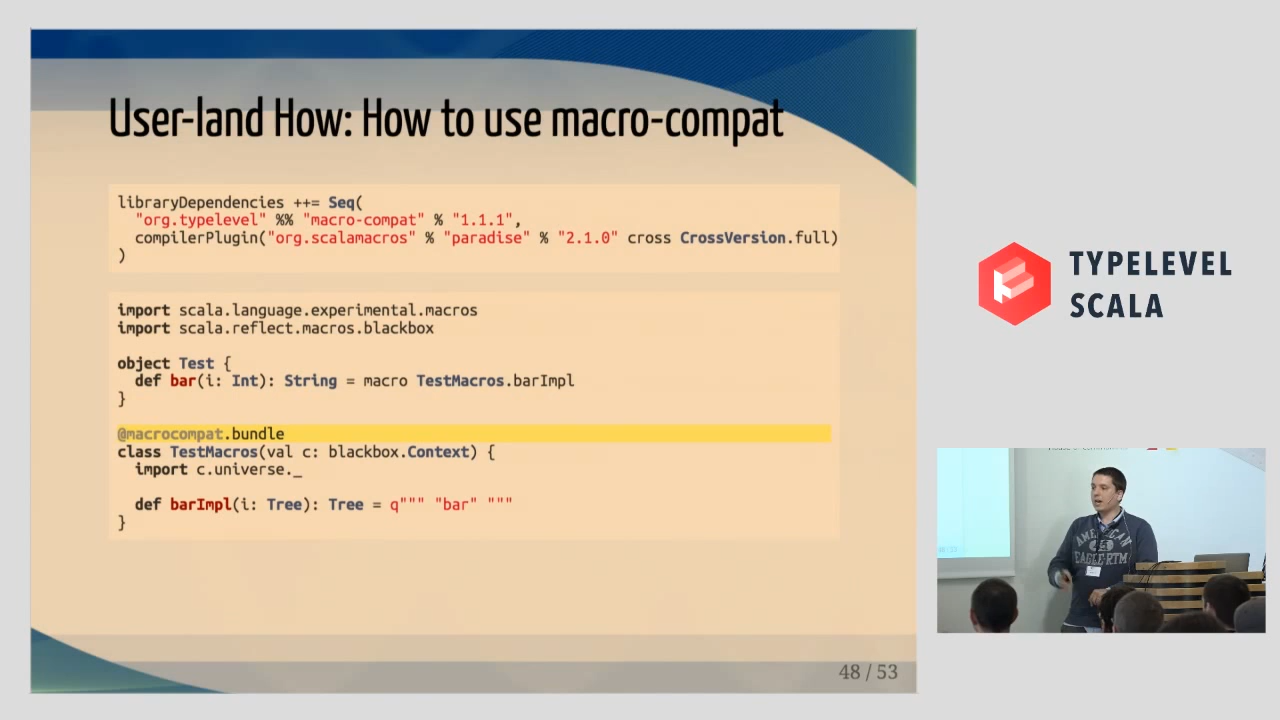 User-land How: How to use macro-compat
libraryDependencies ++= Seq(
  "org.typelevel" %% "macro-compat" % "1.1.1",
  compilerPlugin("org.scalamacros" % "paradise" % "2.1.0" cross CrossVersion.full)
)
import scala.language.experimental.macros
import scala.reflect.macros.blackbox
object Test {
  def bar(i: Int): String = macro TestMacros.barImpl
}
@macrocompat.bundle
class TestMacros(val c: blackbox.Context) {
  import c.universe._
  def barImpl(i: Tree): Tree = q""" "bar" """
}
48 / 53
TYPELEVEL
SCALA
AMERICAN
EAGLE-RTM